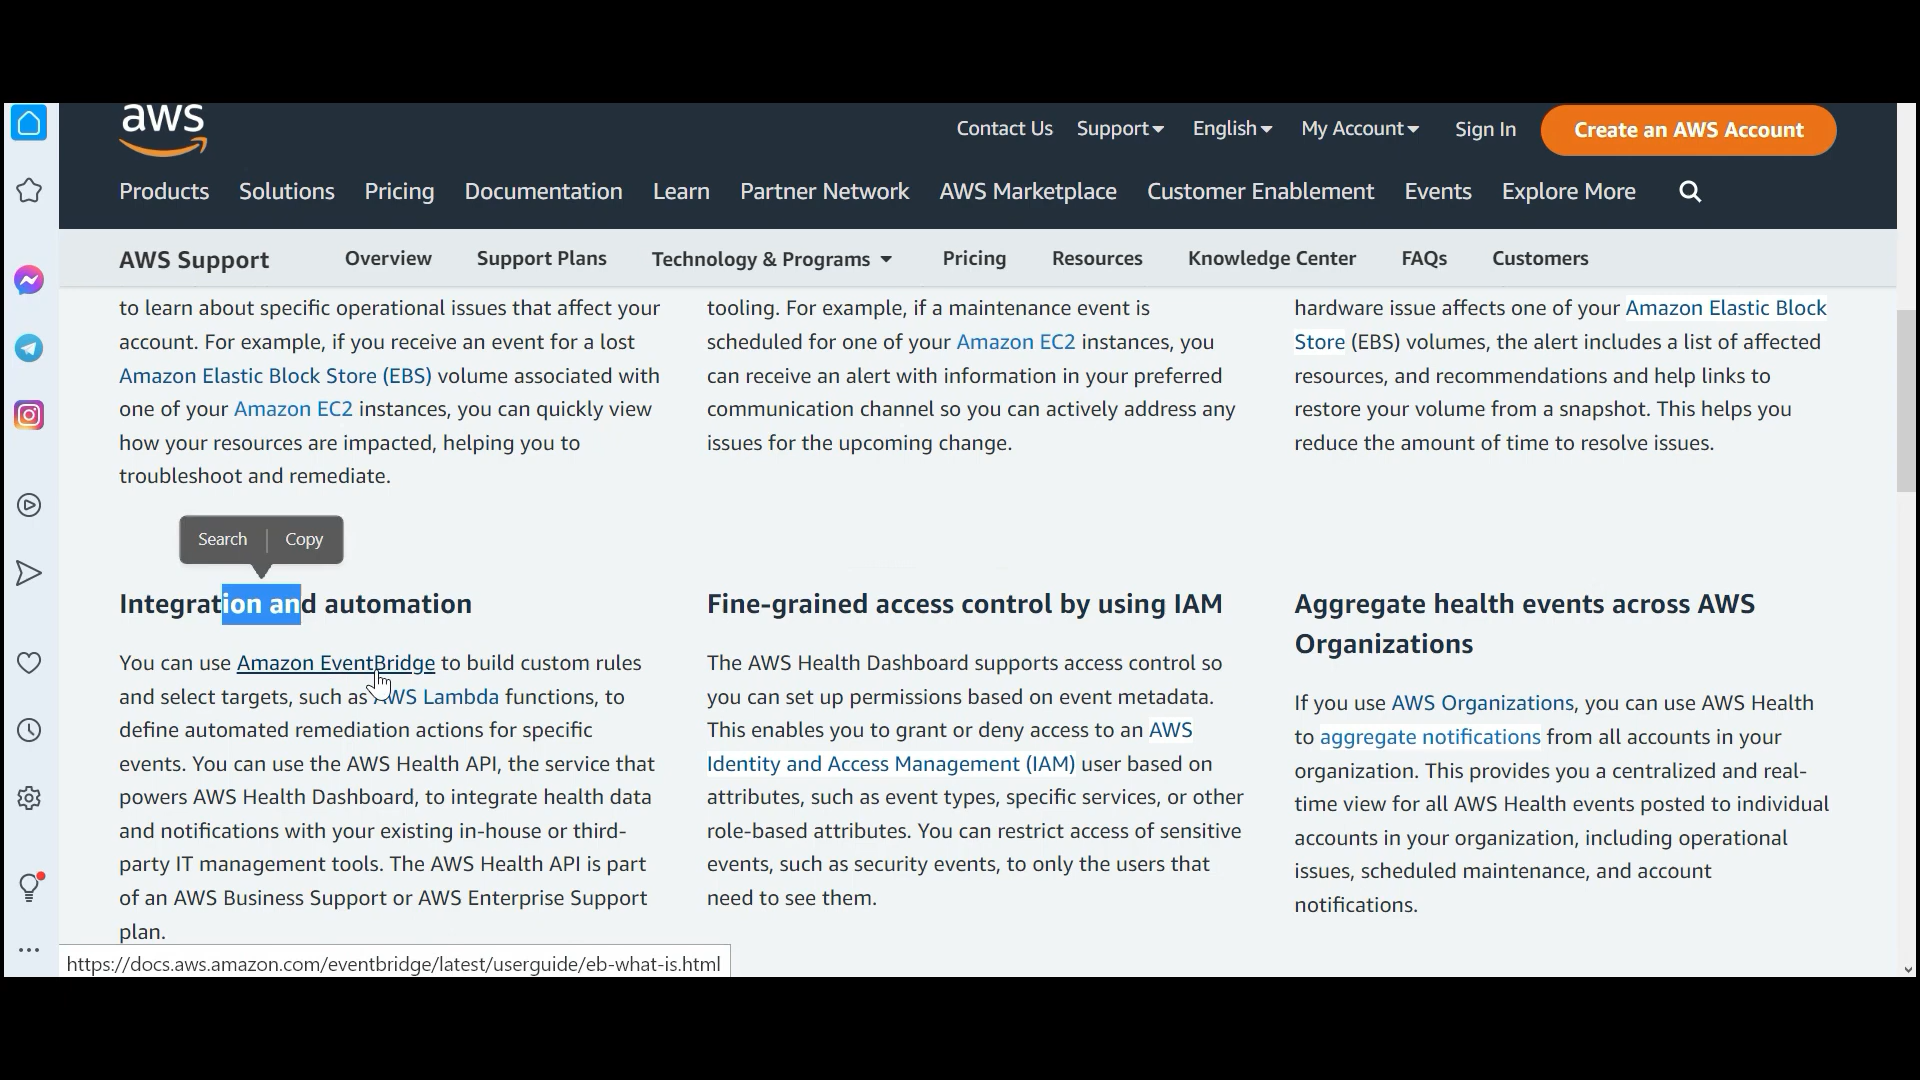 aws
Contact Us Support English My Account Sign In Create an AWS Account
Products Solutions Pricing Documentation Learn Partner Network AWS Marketplace Customer Enablement Events Explore More
AWS Support Overview Support Plans Technology & Programs Pricing Resources Knowledge Center FAQs Customers
to learn about specific operational issues that affect your
account. For example, if you receive an event for a lost
Amazon Elastic Block Store (EBS) volume associated with
one of your Amazon EC2 instances, you can quickly view
how your resources are impacted, helping you to
troubleshoot and remediate.
tooling. For example, if a maintenance event is
scheduled for one of your Amazon EC2 instances, you
can receive an alert with information in your preferred
communication channel so you can actively address any
issues for the upcoming change.
hardware issue affects one of your Amazon Elastic Block
Store (EBS) volumes, the alert includes a list of affected
resources, and recommendations and help links to
restore your volume from a snapshot. This helps you
reduce the amount of time to resolve issues.
Search Copy
Integration and automation
You can use Amazon EventBridge to build custom rules
and select targets, such as AWS Lambda functions, to
define automated remediation actions for specific
events. You can use the AWS Health API, the service that
powers AWS Health Dashboard, to integrate health data
and notifications with your existing in-house or third-
party IT management tools. The AWS Health API is part
of an AWS Business Support or AWS Enterprise Support
plan.
Fine-grained access control by using IAM
The AWS Health Dashboard supports access control so
you can set up permissions based on event metadata.
This enables you to grant or deny access to an AWS
Identity and Access Management (IAM) user based on
attributes, such as event types, specific services, or other
role-based attributes. You can restrict access of sensitive
events, such as security events, to only the users that
need to see them.
Aggregate health events across AWS
Organizations
If you use AWS Organizations, you can use AWS Health
to aggregate notifications from all accounts in your
organization. This provides you a centralized and real-
time view for all AWS Health events posted to individual
accounts in your organization, including operational
issues, scheduled maintenance, and account
notifications.
https://docs.aws.amazon.com/eventbridge/latest/userguide/eb-what-is.html